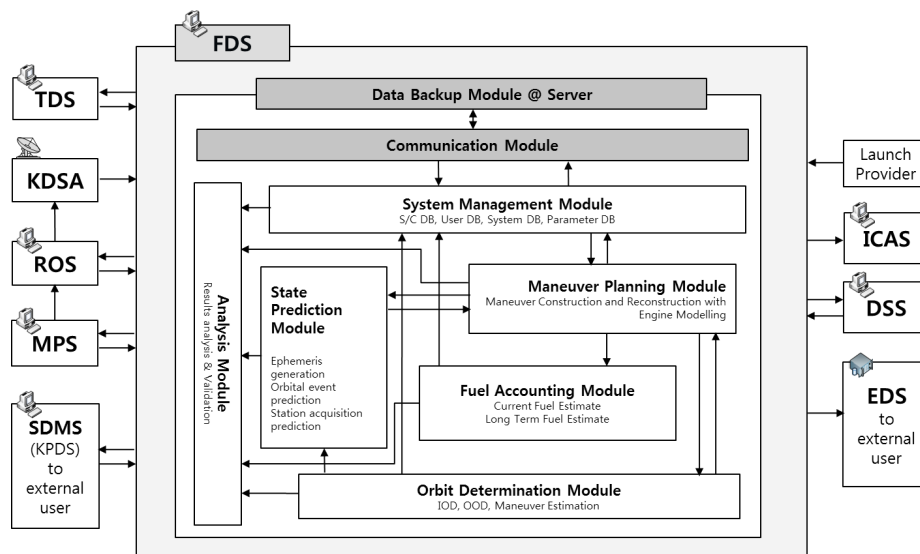 FDS
TDS
KDSA
ROS
MPS
SDMS
(KPDS)
to
external
user
Data Backup Module @ Server
Communication Module
System Management Module
S/C DB, User DB, System DB, Parameter DB
Analysis Module
Results analysis & Validation
State
Prediction
Module
Ephemeris
generation
Orbital event
prediction
Station acquisition
prediction
Maneuver Planning Module
Maneuver Construction and Reconstruction with
Engine Modelling
Fuel Accounting Module
Current Fuel Estimate
Long Term Fuel Estimate
Orbit Determination Module
IOD, OOD, Maneuver Estimation
Launch
Provider
ICAS
DSS
EDS
to
external
user